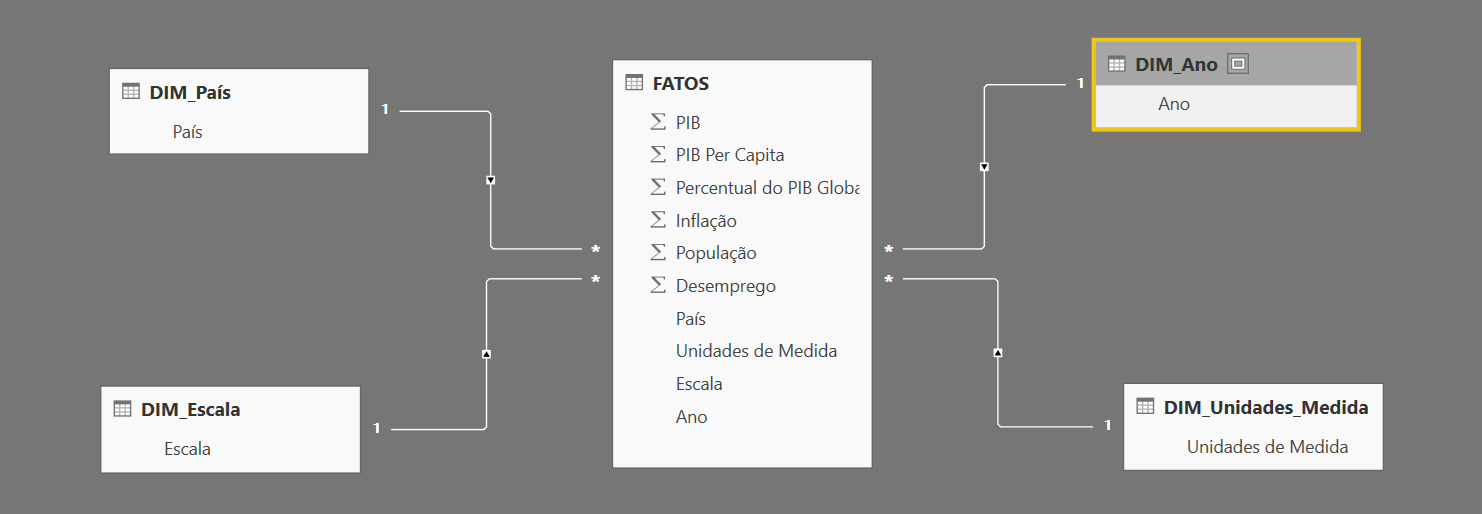 DIM_País
País
1
*
FATOS
PIB
PIB Per Capita
Percentual do PIB Globa
Inflação
População
Desemprego
País
Unidades de Medida
Escala
Ano
DIM_Ano
Ano
1
*
DIM_Escala
Escala
1
*
DIM_Unidades_Medida
Unidades de Medida
1
*